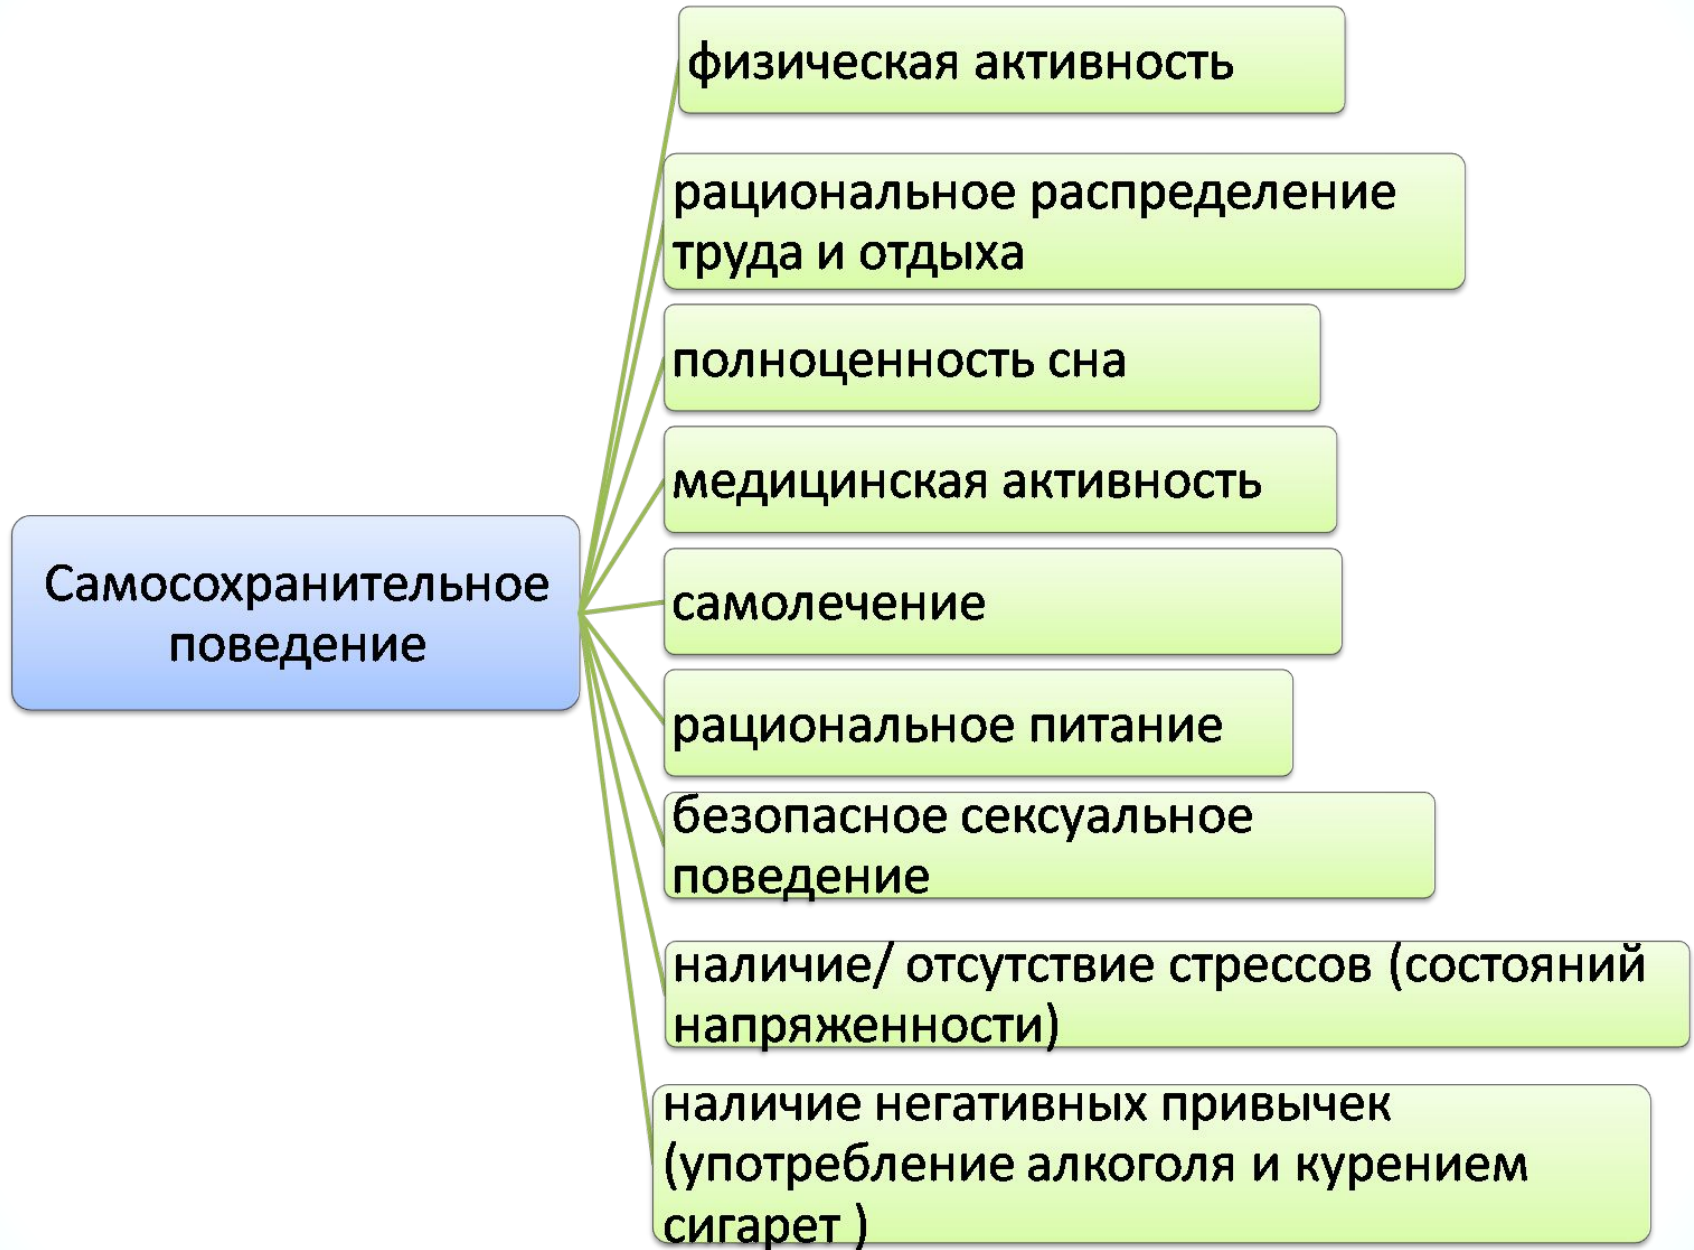 физическая активность
рациональное распределение
труда и отдыха
полноценность сна
медицинская активность
Самосохранительное
поведение
самолечение
рациональное питание
безопасное сексуальное
поведение
наличие/ отсутствие стрессов (состояний
напряженности)
наличие негативных привычек
(употребление алкоголя и курением
сигарет )